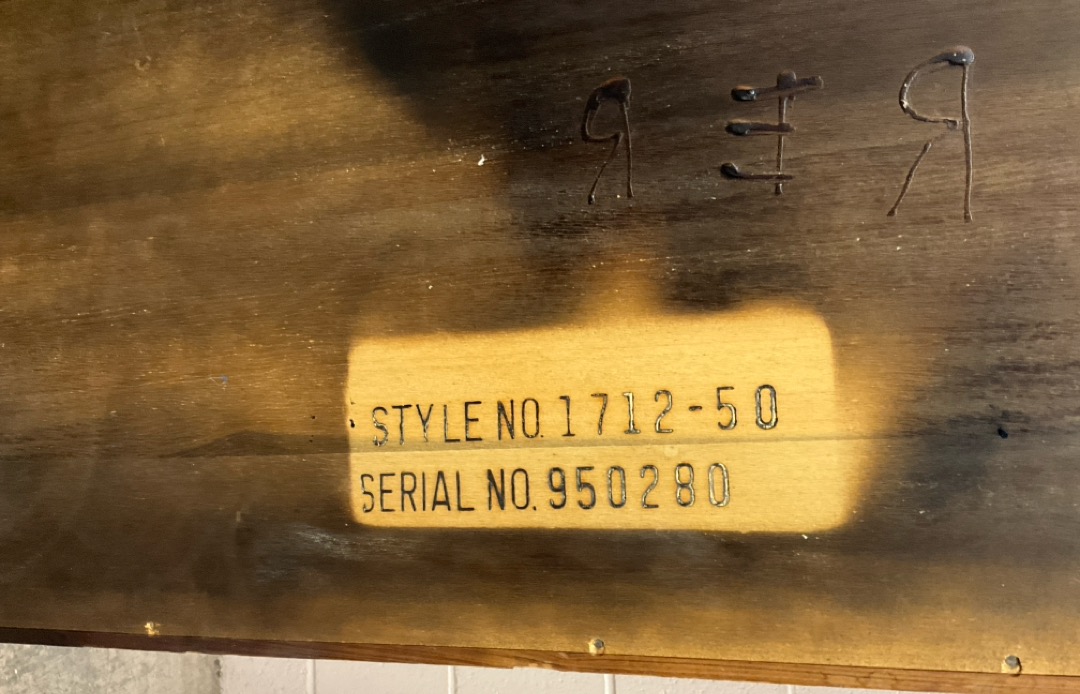 R E R
STYLE NO. 1712-50
SERIAL NO. 950280